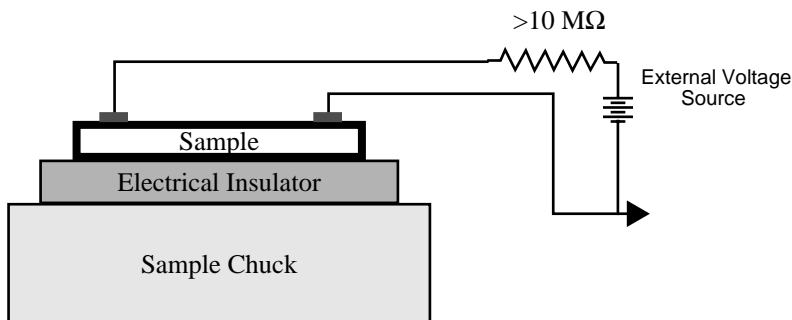 >10 MΩ
External Voltage
Source
Sample
Electrical Insulator
Sample Chuck